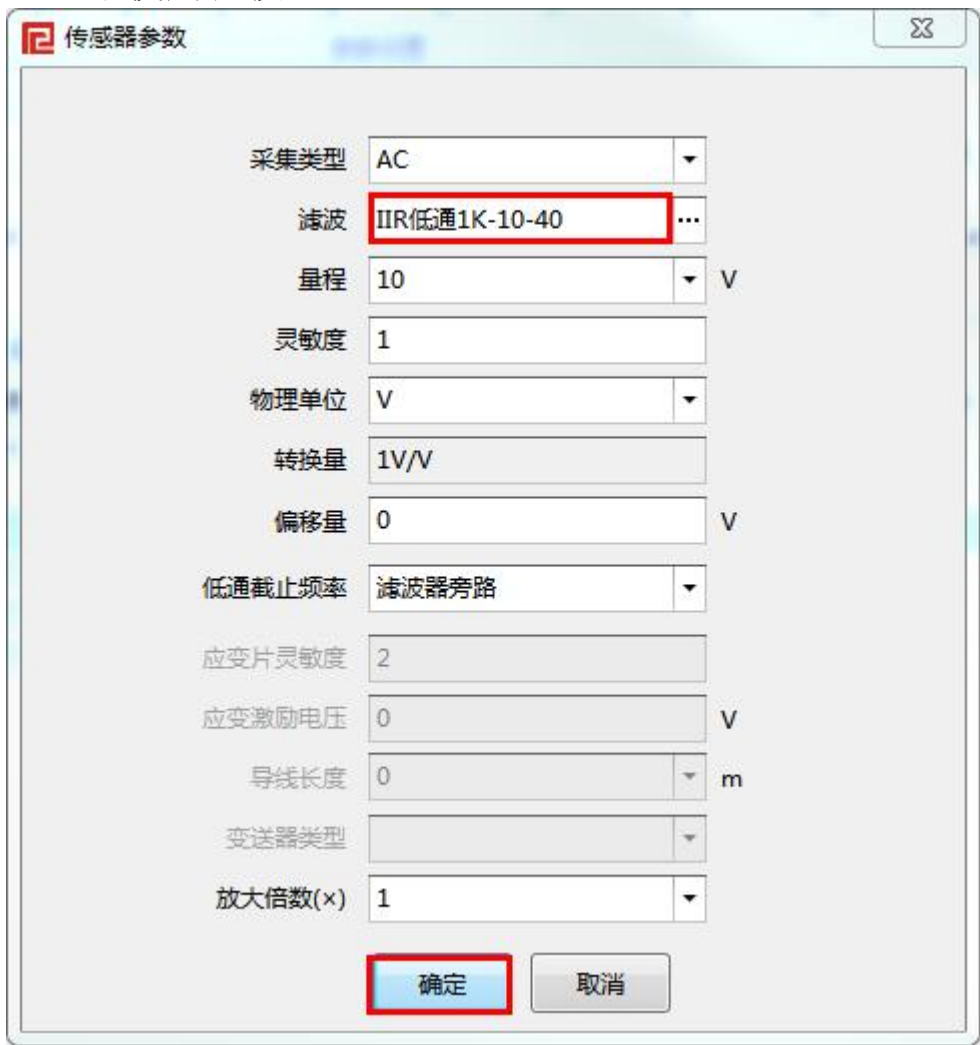 传感器参数
采集类型 AC
滤波 IIR低通1K-10-40 ...
量程 10 V
灵敏度 1
物理单位 V
转换量 1V/V
偏移量 0 V
低通截止频率 滤波器旁路
应变片灵敏度 2
应变激励电压 0 V
导线长度 0 m
变送器类型
放大倍数(×) 1
确定 取消